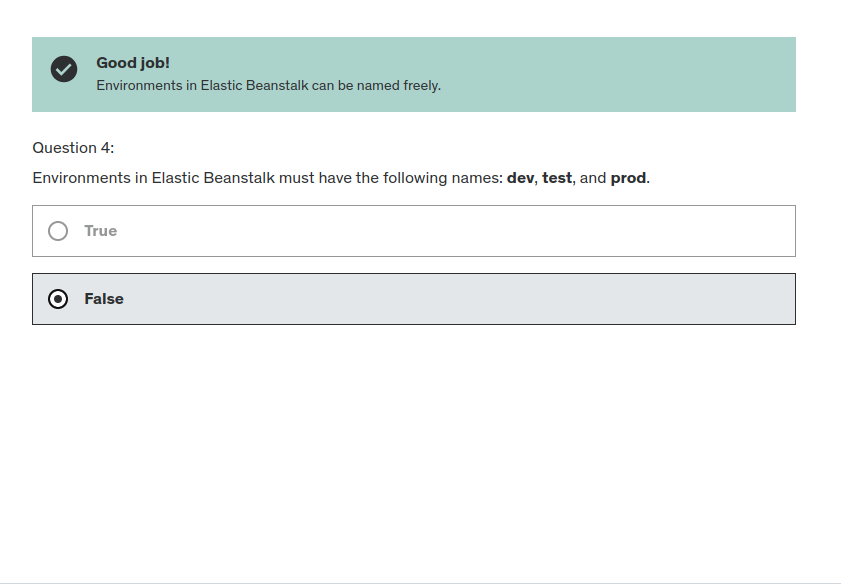 Good job!
Environments in Elastic Beanstalk can be named freely.
Question 4:
Environments in Elastic Beanstalk must have the following names: dev, test, and prod.
True
False